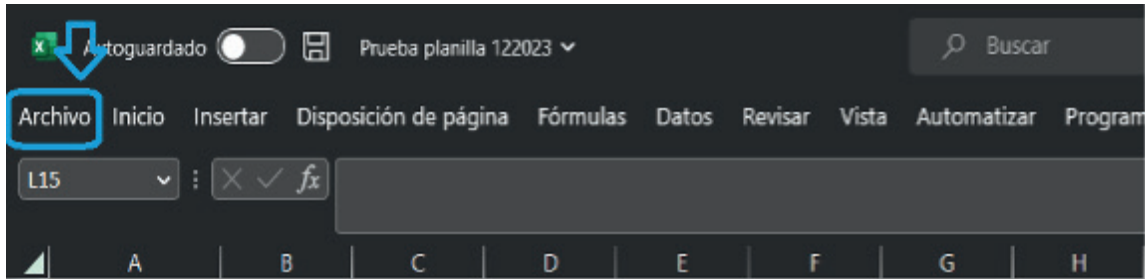 Autoguardado Prueba planilla 122023 Buscar
Archivo Inicio Insertar Disposición de página Fórmulas Datos Revisar Vista Automatizar Program
L15 fx
A B C D E F G H